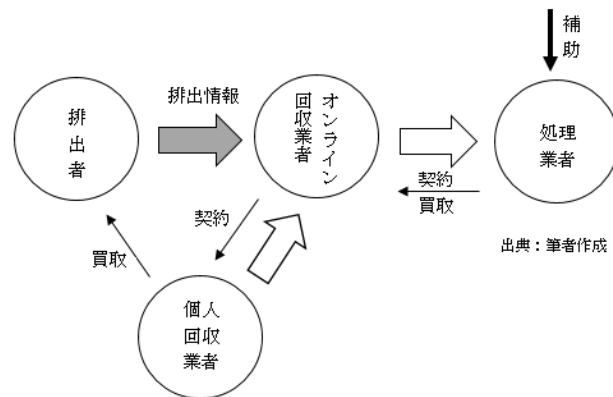 補助
排出者
排出情報
オンライン
回収業者
処理
業者
契約
買取
契約
買取
個人
回収
業者
出典：筆者作成